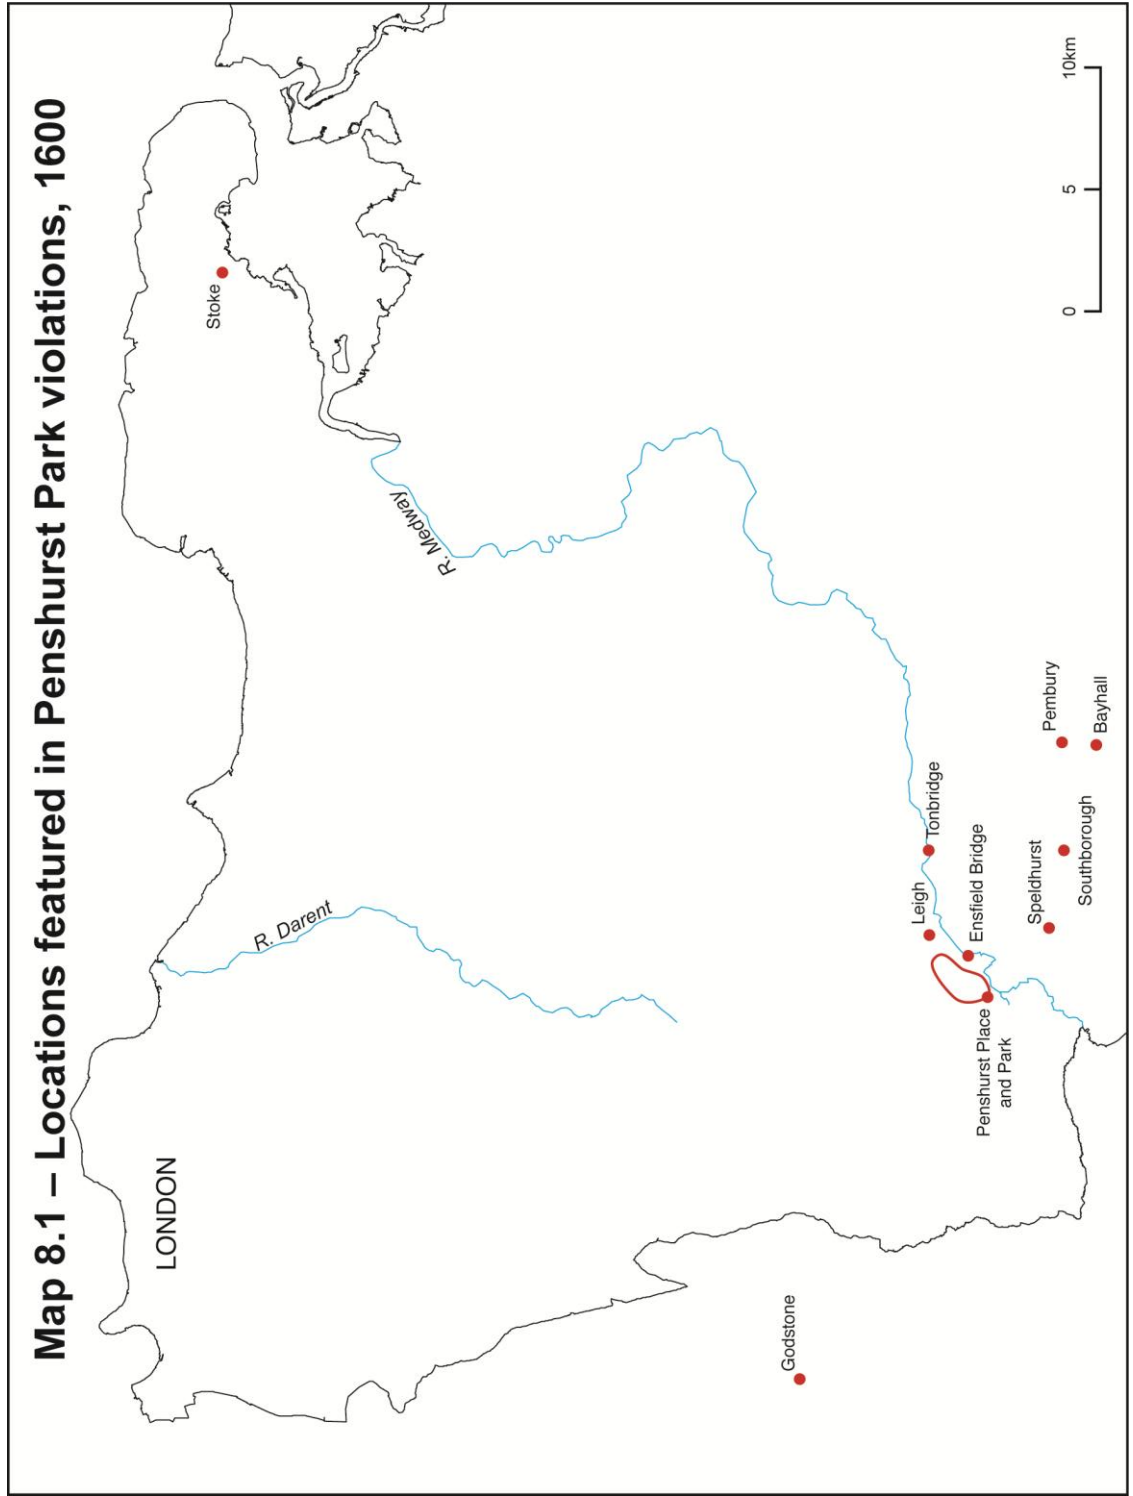 Map 8.1 – Locations featured in Penshurst Park violations, 1600
LONDON
Stoke
R. Darent
R. Medway
Godstone
Leigh
Tonbridge
Ensfield Bridge
Penshurst Place
and Park
Speldhurst
Southborough
Pembury
Bayhall
0
5
10km